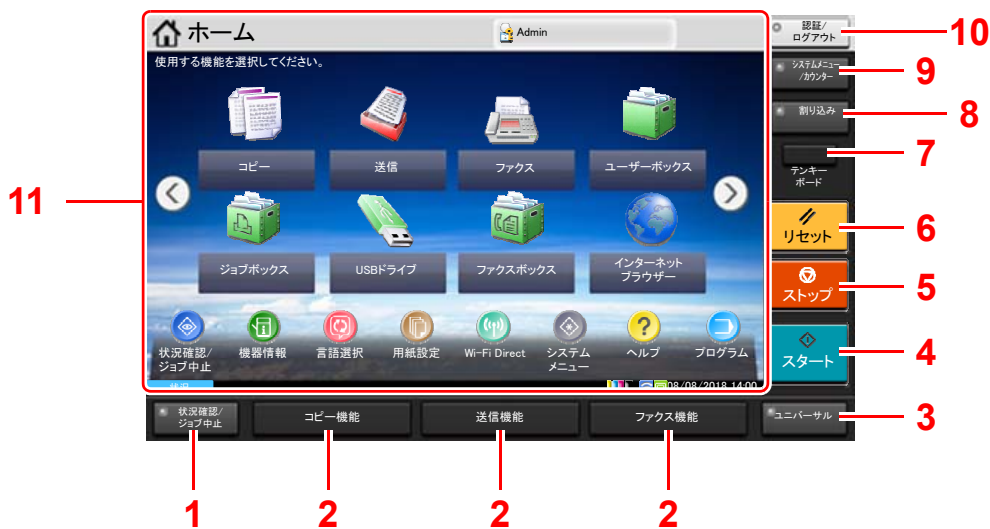 ホーム
Admin
使用する機能を選択してください。
コピー
送信
ファクス
ユーザーボックス
ジョブボックス
USBドライブ
ファクスボックス
インターネット
ブラウザー
状況確認/
ジョブ中止
機器情報
言語選択
用紙設定
Wi-Fi Direct
システム
メニュー
ヘルプ
プログラム
状況
08/08/2018 14:00
認証/
ログアウト
10
システムメニュー
/カウンター
9
割り込み
8
テンキー
ボード
7
リセット
6
ストップ
5
スタート
4
11
状況確認/
ジョブ中止
コピー機能
送信機能
ファクス機能
ユニバーサル
3
1
2
2
2